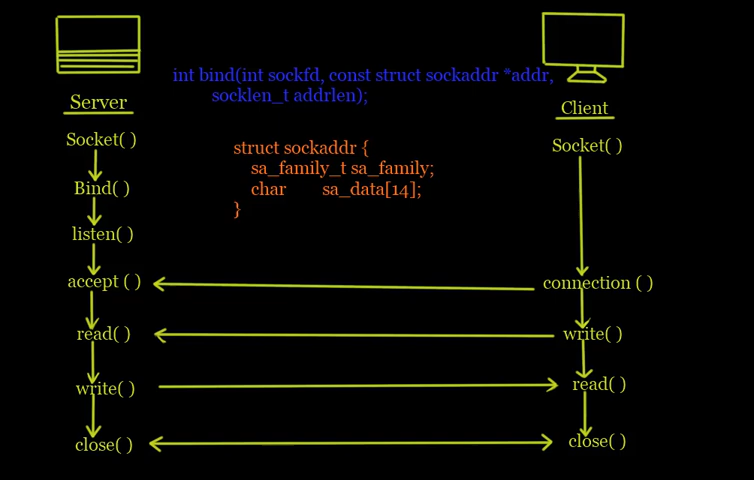 int bind(int sockfd, const struct sockaddr *addr,
socklen_t addrlen);
Server
Client
struct sockaddr {
sa_family_t sa_family;
char sa_data[14];
}
Socket( )
Bind( )
listen( )
accept ( )
read( )
write( )
close( )
Socket( )
connection ( )
write( )
read( )
close( )